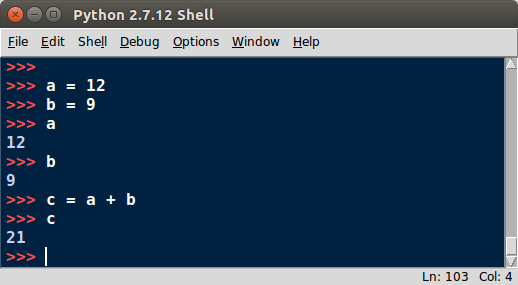 Python 2.7.12 Shell
File Edit Shell Debug Options Window Help
>>>
>>> a = 12
>>> b = 9
>>> a
12
>>> b
9
>>> c = a + b
>>> c
21
>>>
Ln: 103 Col: 4